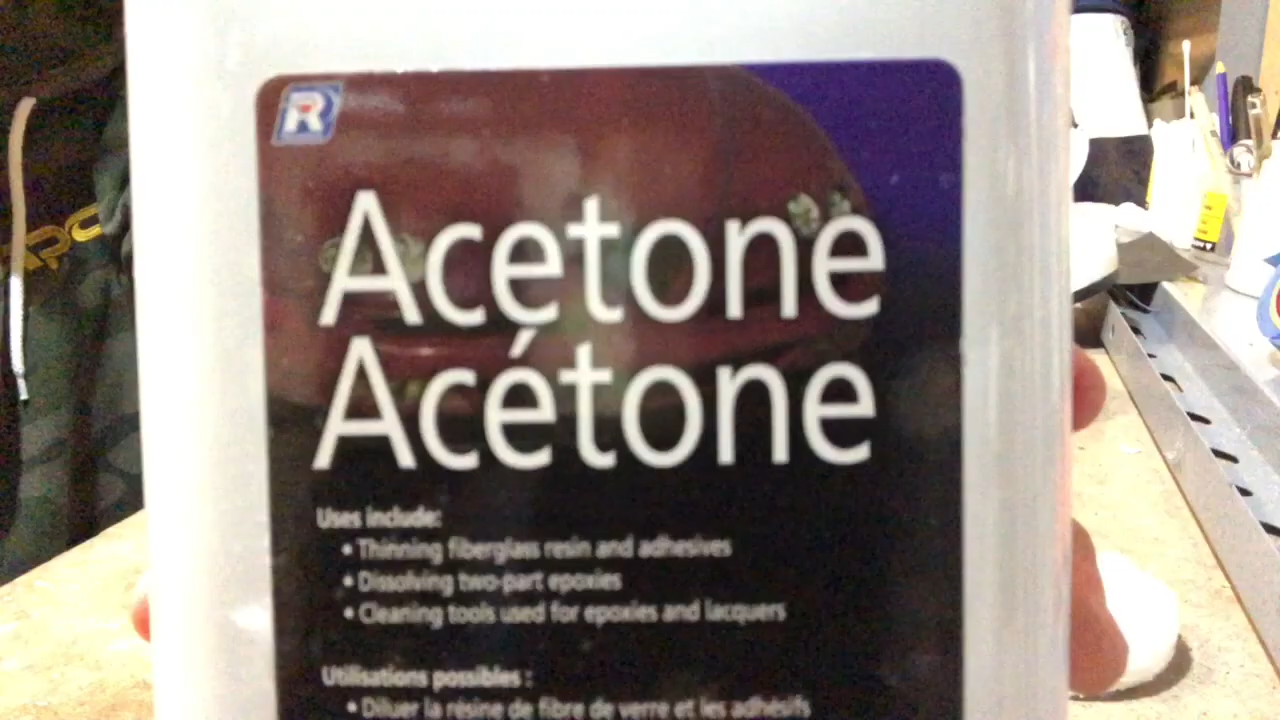 R
Acetone
Acétone
Uses include:
• Thinning fiberglass resin and adhesives
• Dissolving two-part epoxies
• Cleaning tools used for epoxies and lacquers
Utilisations possibles :
• Diluer la résine de fibre de verre et les adhésifs